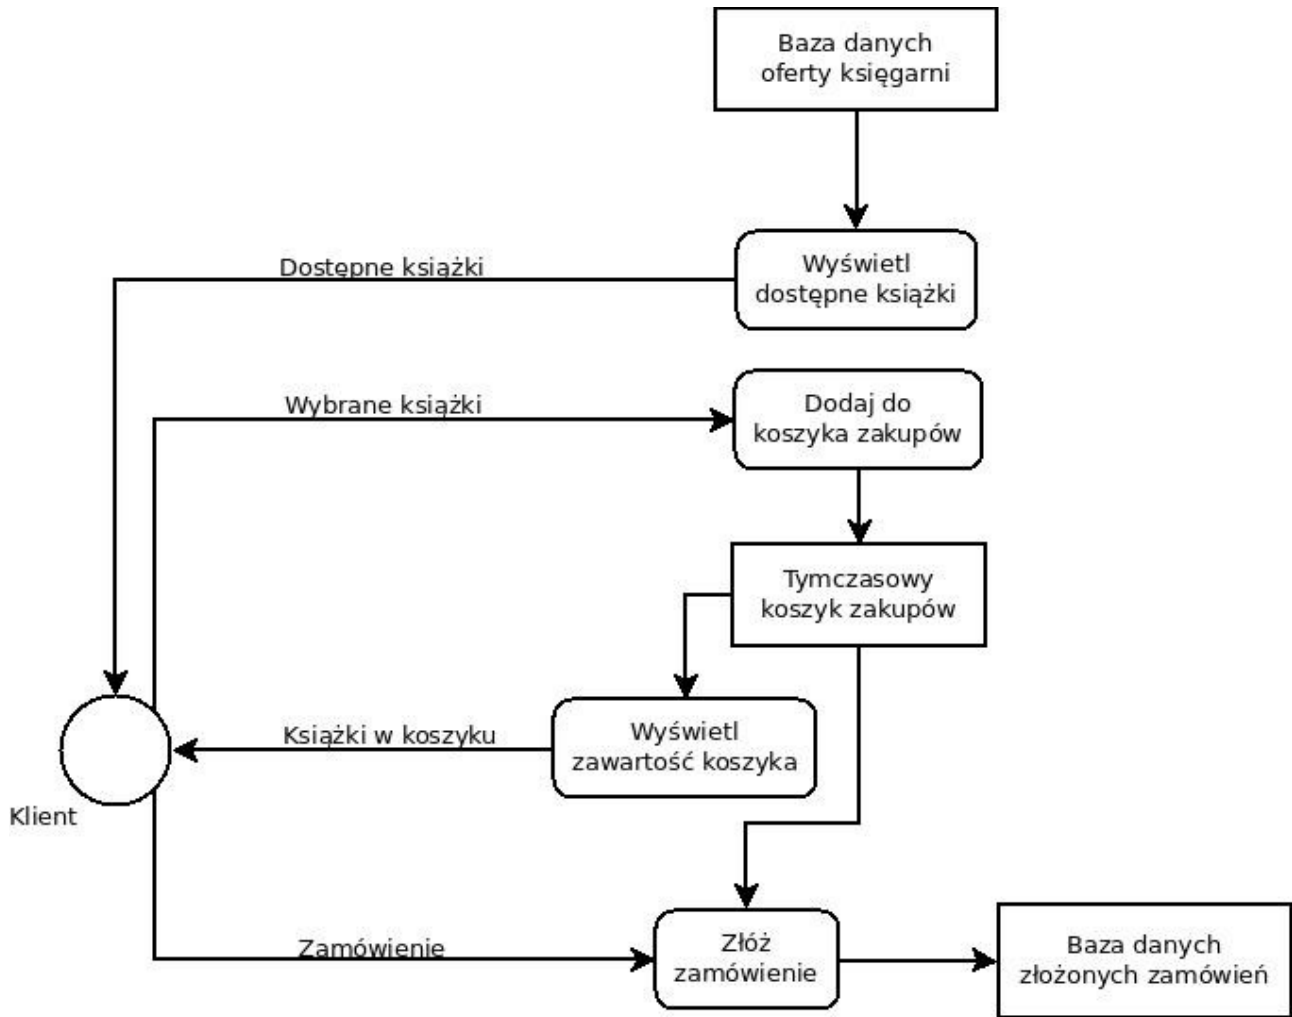 Baza danych
oferty księgarni
Wyświetl
dostępne książki
Dostępne książki
Dodaj do
koszyka zakupów
Wybrane książki
Tymczasowy
koszyk zakupów
Wyświetl
zawartość koszyka
Książki w koszyku
Klient
Zamówienie
Złóż
zamówienie
Baza danych
złożonych zamówień